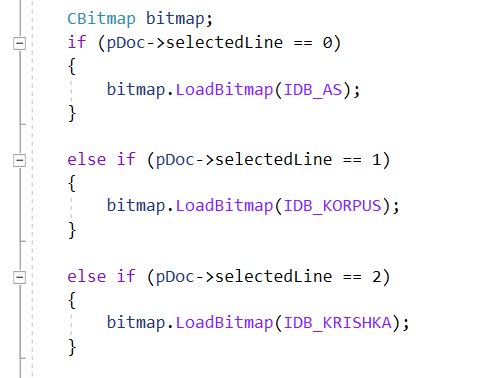 CBitmap bitmap;
if (pDoc->selectedLine == 0)
{
    bitmap.LoadBitmap(IDB_AS);
}

else if (pDoc->selectedLine == 1)
{
    bitmap.LoadBitmap(IDB_KORPUS);
}

else if (pDoc->selectedLine == 2)
{
    bitmap.LoadBitmap(IDB_KRISHKA);
}